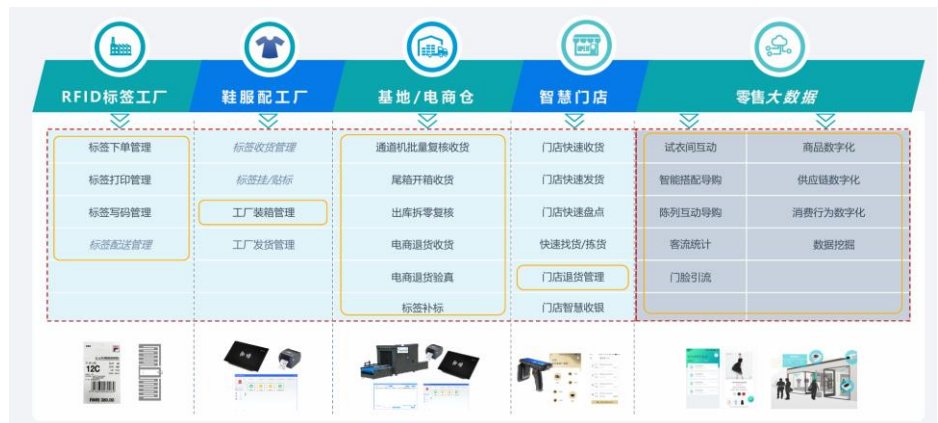 RFID标签工厂
鞋服配工厂
基地/电商仓
智慧门店
零售大数据
标签下单管理
标签收货管理
通道机批量复核收货
门店快速收货
试衣间互动
商品数字化
标签打印管理
标签挂/贴标
尾箱开箱收货
门店快速发货
智能搭配导购
供应链数字化
标签写码管理
工厂装箱管理
出库拆零复核
门店快速盘点
陈列互动导购
消费行为数字化
标签配送管理
工厂发货管理
电商退货收货
快速找货/拣货
客流统计
数据挖掘
电商退货验真
门店退货管理
门脸引流
标签补标
门店智慧收银
12C